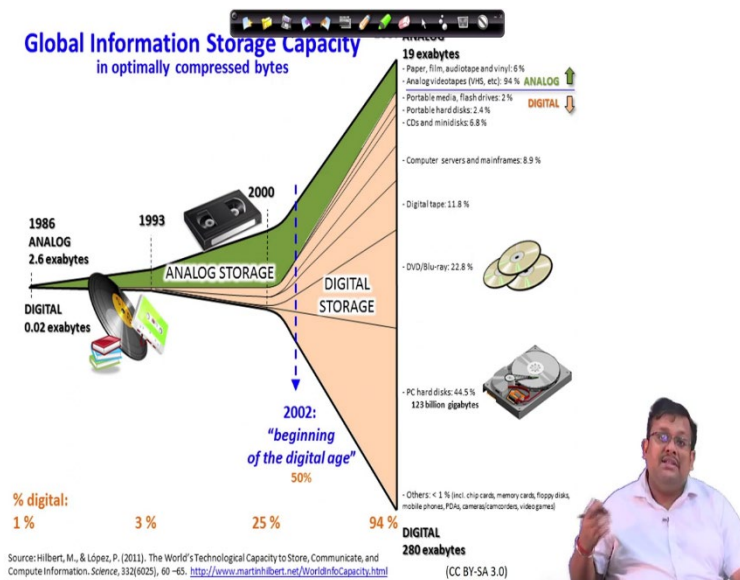 Global Information Storage Capacity
in optimally compressed bytes
ANALOG
19 exabytes
- Paper, film, audiotape and vinyl: 6 %
- Analog videotapes (VHS, etc): 94 %
ANALOG
- Portable media, flash drives: 2 %
DIGITAL
- Portable hard disks: 2.4 %
- CDs and minidisks: 6.8 %
- Computer servers and mainframes: 8.9 %
- Digital tape: 11.8 %
- DVD/Blu-ray: 22.8 %
- PC hard disks: 44.5 %
123 billion gigabytes
- Others: < 1 % (incl. chip cards, memory cards, floppy disks,
mobile phones, PDAs, cameras/camcorders, video games)
DIGITAL
280 exabytes
1986
ANALOG
2.6 exabytes
DIGITAL
0.02 exabytes
1993
2000
ANALOG STORAGE
DIGITAL
STORAGE
2002:
"beginning
of the digital age"
50%
% digital:
1 %
3 %
25 %
94 %
Source: Hilbert, M., & López, P. (2011). The World's Technological Capacity to Store, Communicate, and
Compute Information. Science, 332(6025), 60 –65. http://www.martinhilbert.net/WorldInfoCapacity.html
(CC BY-SA 3.0)